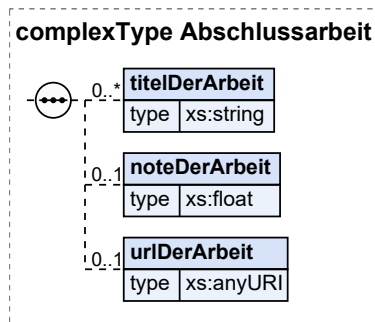 complexType Abschlussarbeit
0..* titelDerArbeit
type xs:string
0..1 noteDerArbeit
type xs:float
0..1 urlDerArbeit
type xs:anyURI